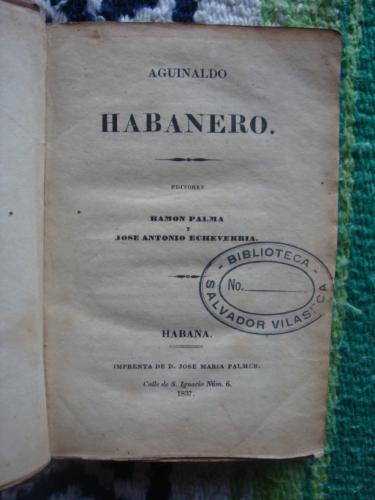 AGUINALDO
HABANERO.
EDITORES
RAMON PALMA
Y
JOSE ANTONIO ECHEVERRIA.
BIBLIOTECA
No.
SALVADOR VILASECA
HABANA.
IMPRENTA DE D. JOSE MARIA PALMER.
Calle de S. Ignacio Núm. 6.
1837.